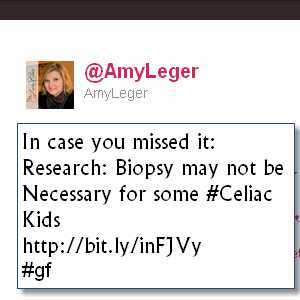 @AmyLeger
AmyLeger
In case you missed it:
Research: Biopsy may not be
Necessary for some #Celiac
Kids
http://bit.ly/inFJVy
#gf